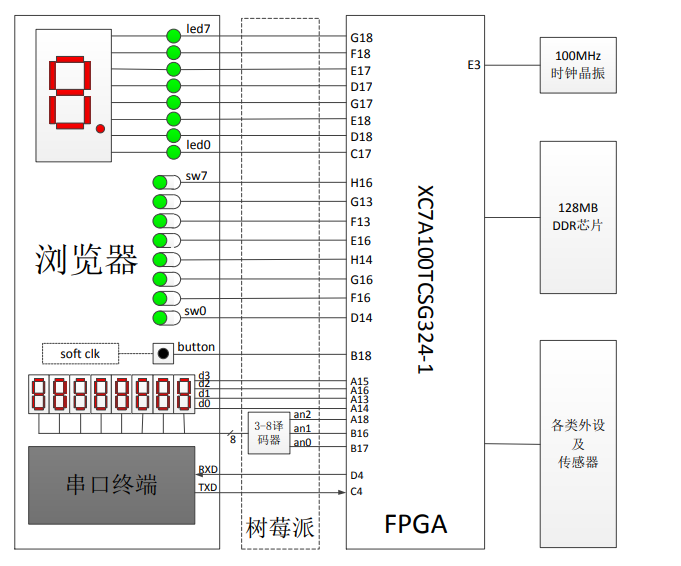 led7
led0
sw7
浏览器
sw0
soft clk
button
d3
d2
d1
d0
8
3-8译
码器
an2
an1
an0
串口终端
RXD
TXD
树莓派
G18
F18
E17
D17
G17
E18
D18
C17
H16
G13
F13
E16
H14
G16
F16
D14
B18
A15
A16
A13
A14
A18
B16
B17
D4
C4
E3
XC7A100TCSG324-1
FPGA
100MHz
时钟晶振
128MB
DDR芯片
各类外设
及
传感器